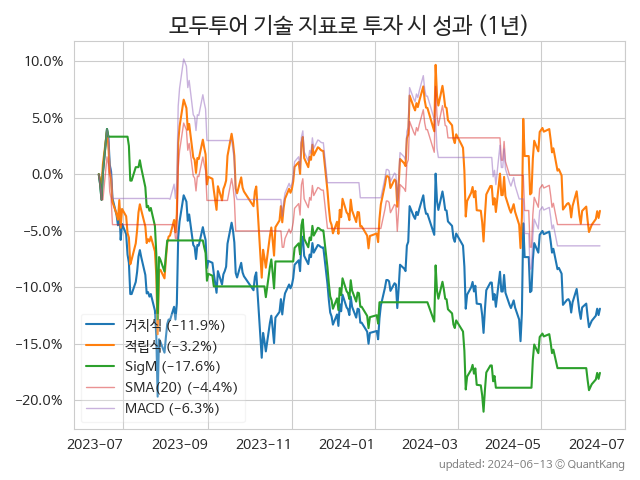 모두투어 기술 지표로 투자 시 성과 (1년)
10.0%
5.0%
0.0%
−5.0%
−10.0%
−15.0%
−20.0%
거치식 (−11.9%)
적립식 (−3.2%)
SigM (−17.6%)
SMA(20) (−4.4%)
MACD (−6.3%)
2023-07 2023-09 2023-11 2024-01 2024-03 2024-05 2024-07
updated: 2024-06-13 ⓒ QuantKang